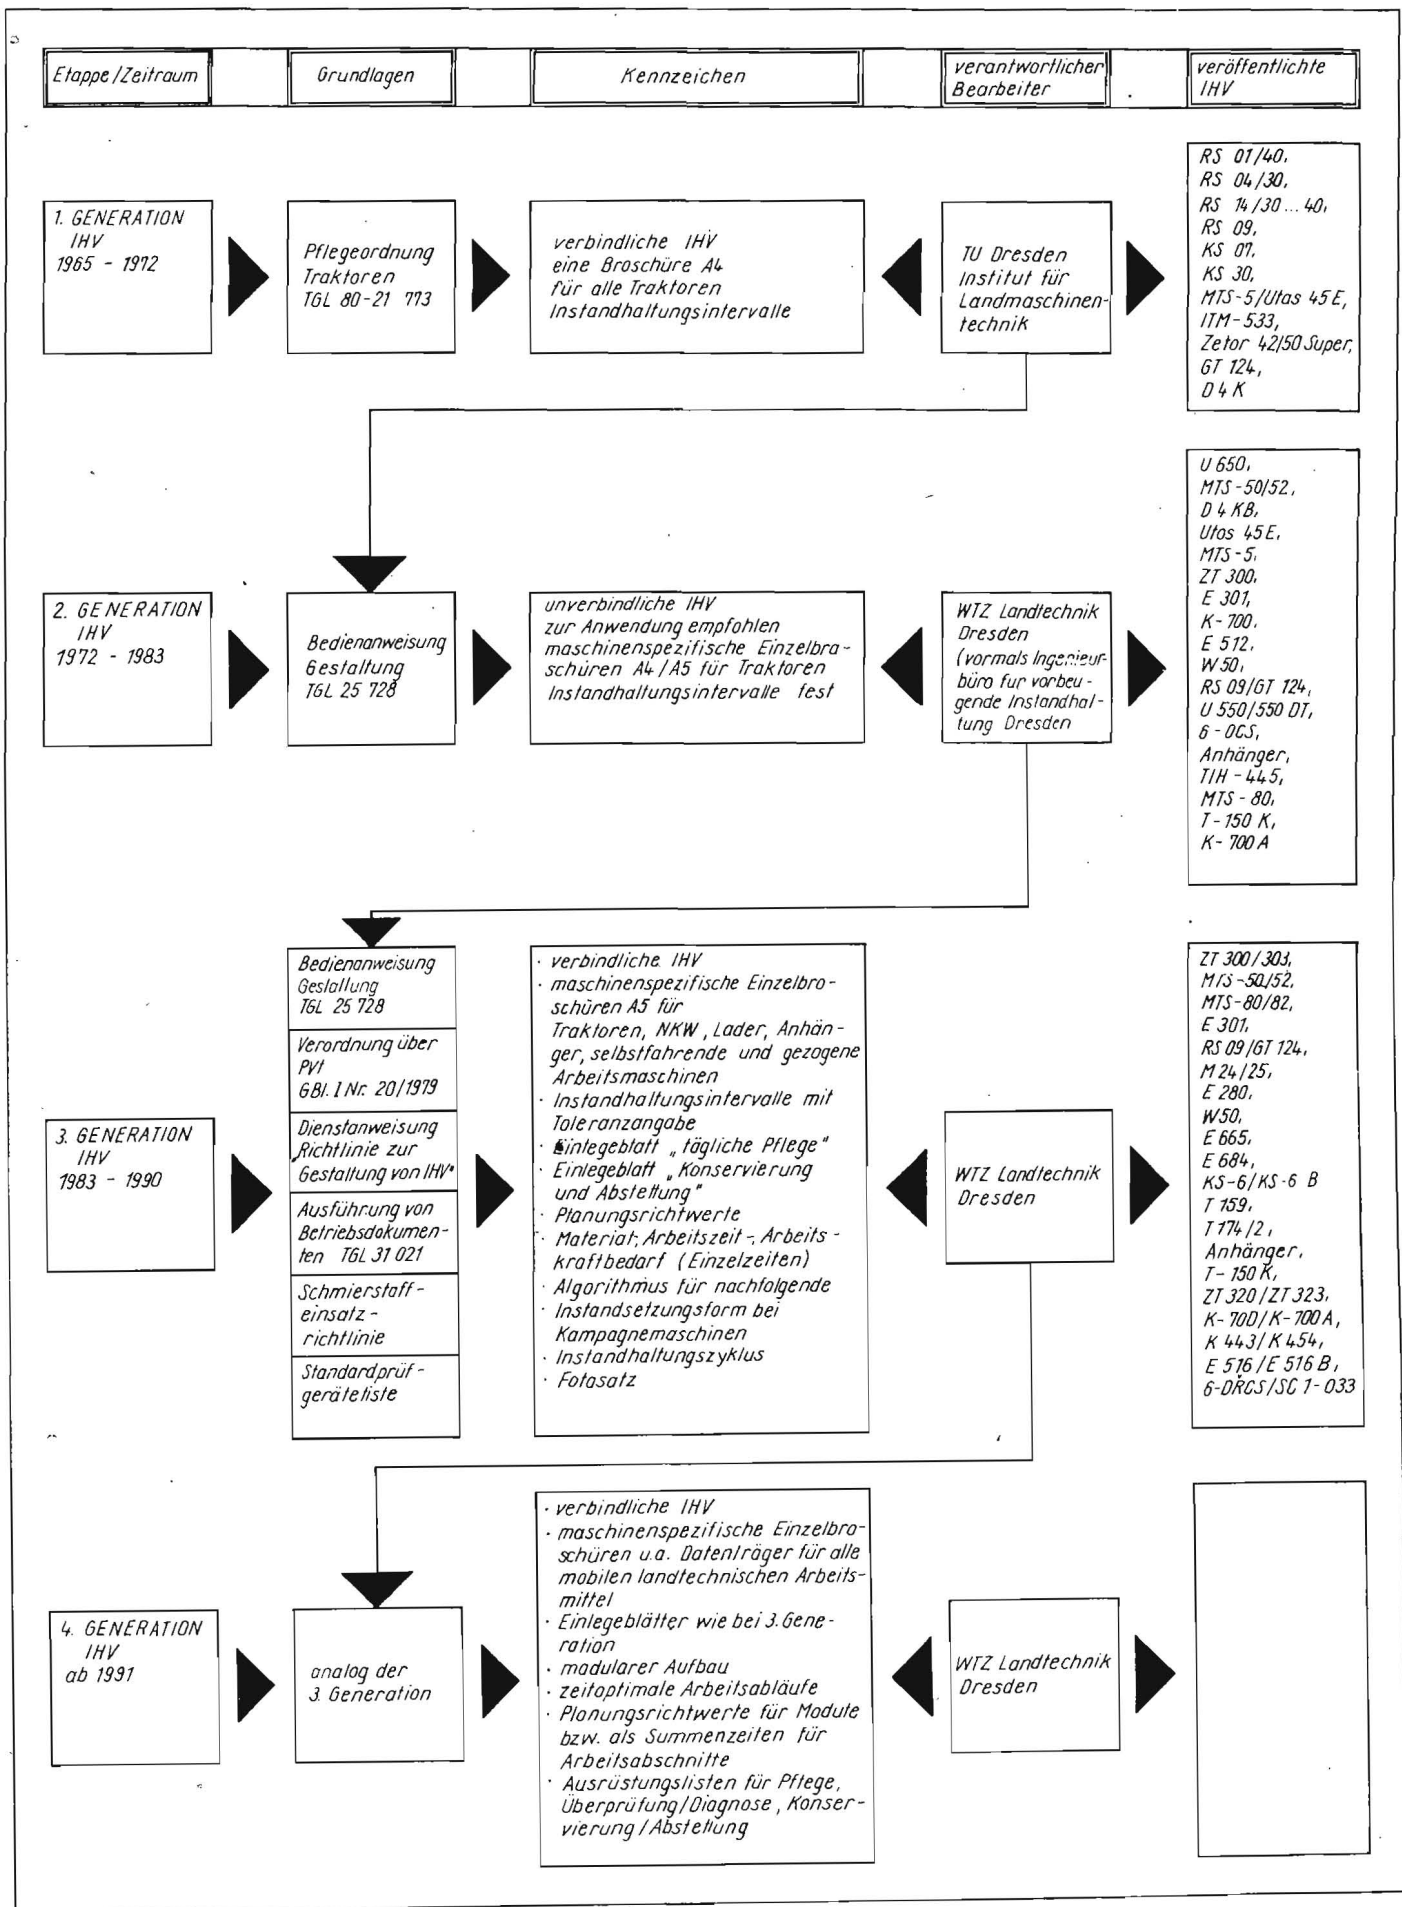 Etappe/Zeitraum
Grundlagen
Kennzeichen
verantwortlicher
Bearbeiter
veröffentlichte
IHV
1. GENERATION
IHV
1965 - 1972
Pflegeordnung
Traktoren
TGL 80-21 773
verbindliche IHV
eine Broschüre A4
für alle Traktoren
Instandhaltungsintervalle
TU Dresden
Institut für
Landmaschinen-
technik
RS 01/40,
RS 04/30,
RS 14/30...40,
RS 09,
KS 07,
KS 30,
MTS-5/Utas 45E,
ITM-533,
Zetor 42/50 Super,
GT 124,
D4K
2. GENERATION
IHV
1972 - 1983
Bedienanweisung
Gestaltung
TGL 25 728
unverbindliche IHV
zur Anwendung empfohlen
maschinenspezifische Einzelbro-
schüren A4/A5 für Traktoren
Instandhaltungsintervalle fest
WTZ Landtechnik
Dresden
(vormals Ingenieur-
büro fur vorbeu-
gende Instandhal-
tung Dresden
U 650,
MTS-50/52,
D 4 KB,
Utos 45E,
MTS-5,
ZT 300,
E 301,
K-700,
E 512,
W50,
RS 09/GT 124,
U 550/550 DT,
6-OCS,
Anhänger,
TIH-445,
MTS-80,
T-150 K,
K-700A
3. GENERATION
IHV
1983 - 1990
Bedienanweisung
Gestaltung
TGL 25 728
Verordnung über
PVI
GBl. I Nr. 20/1979
Dienstanweisung
"Richtlinie zur
Gestaltung von IHV"
Ausführung von
Betriebsdokumen-
ten TGL 31 021
Schmierstoff-
einsatz-
richtlinie
Standardprüf-
geräteliste
· verbindliche IHV
· maschinenspezifische Einzelbro-
schüren A5 für
Traktoren, NKW, Lader, Anhän-
ger, selbstfahrende und gezogene
Arbeitsmaschinen
· Instandhaltungsintervalle mit
Toleranzangabe
· Einlegeblatt „tägliche Pflege"
· Einlegeblatt „Konservierung
und Abstellung"
· Planungsrichtwerte
· Material-, Arbeitszeit-, Arbeits-
kraftbedarf (Einzelzeiten)
· Algorithmus für nachfolgende
· Instandsetzungsform bei
Kampagnemaschinen
· Instandhaltungszyklus
· Fotosatz
WTZ Landtechnik
Dresden
ZT 300/303,
MTS-50/52,
MTS-80/82,
E 301,
RS 09/GT 124,
M 24/25,
E 280,
W50,
E 665,
E 684,
KS-6/KS-6 B
T 159,
T 174/2,
Anhänger,
T-150 K,
ZT 320/ZT 323,
K-700/K-700A,
K 443/K 454,
E 516/E 516 B,
6-ORCS/SC 1-033
4. GENERATION
IHV
ab 1991
analog der
3. Generation
· verbindliche IHV
· maschinenspezifische Einzelbro-
schüren u.a. Datenträger für alle
mobilen landtechnischen Arbeits-
mittel
· Einlegeblätter wie bei 3. Gene-
ration
· modularer Aufbau
· zeitoptimale Arbeitsabläufe
· Planungsrichtwerte für Module
bzw. als Summenzeiten für
Arbeitsabschnitte
· Ausrüstungslisten für Pflege,
Überprüfung/Diagnose, Konser-
vierung/Abstellung
WTZ Landtechnik
Dresden